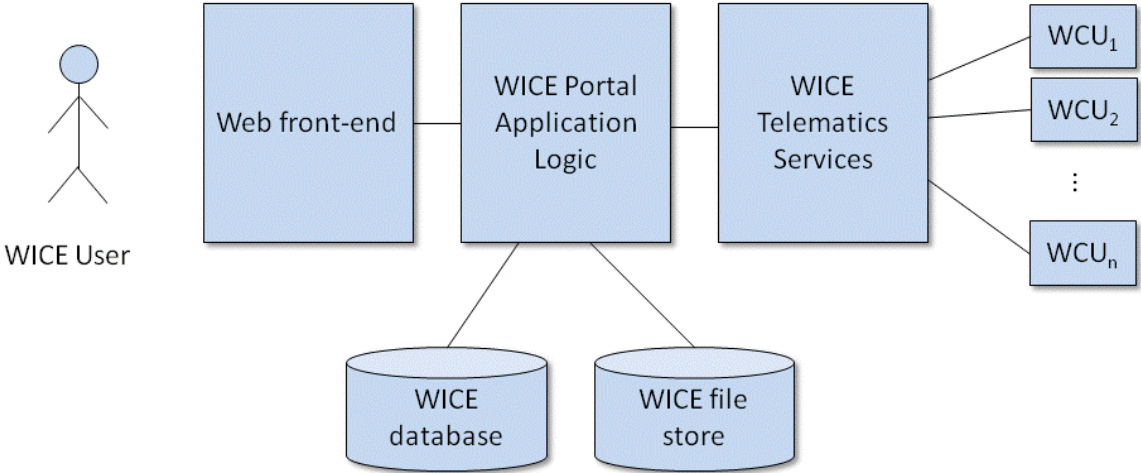 WICE User
Web front-end
WICE Portal
Application
Logic
WICE
Telematics
Services
WCU1
WCU2
⋮
WCUn
WICE
database
WICE file
store